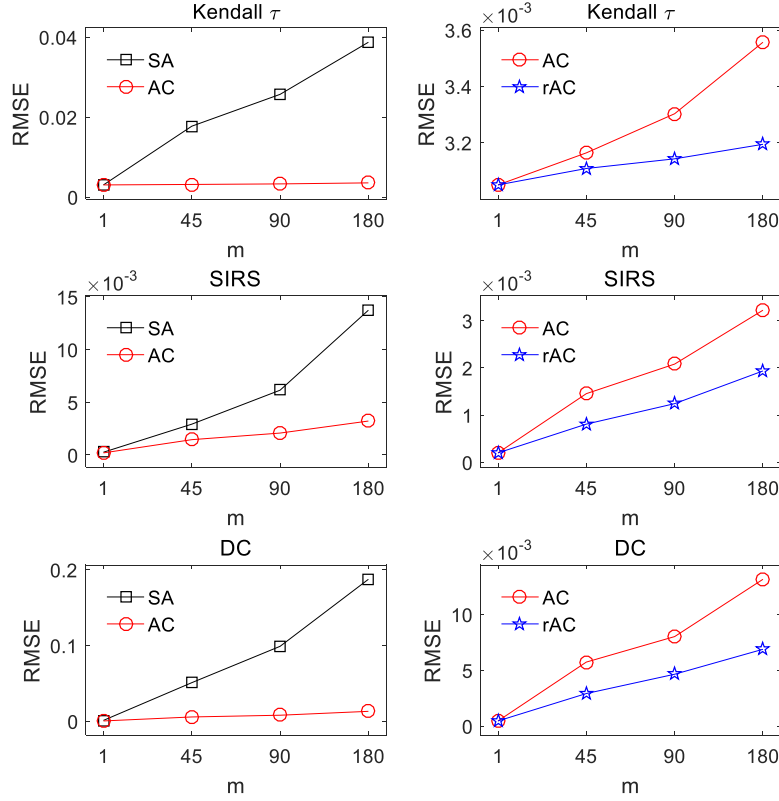 Kendall τ
0.04
0.02
0
RMSE
SA
AC
1 45 90 180
m
×10⁻³
Kendall τ
3.6
3.4
3.2
RMSE
AC
rAC
1 45 90 180
m
×10⁻³
SIRS
15
10
5
0
RMSE
SA
AC
1 45 90 180
m
×10⁻³
SIRS
3
2
1
0
RMSE
AC
rAC
1 45 90 180
m
DC
0.2
0.1
0
RMSE
SA
AC
1 45 90 180
m
×10⁻³
DC
10
5
0
RMSE
AC
rAC
1 45 90 180
m